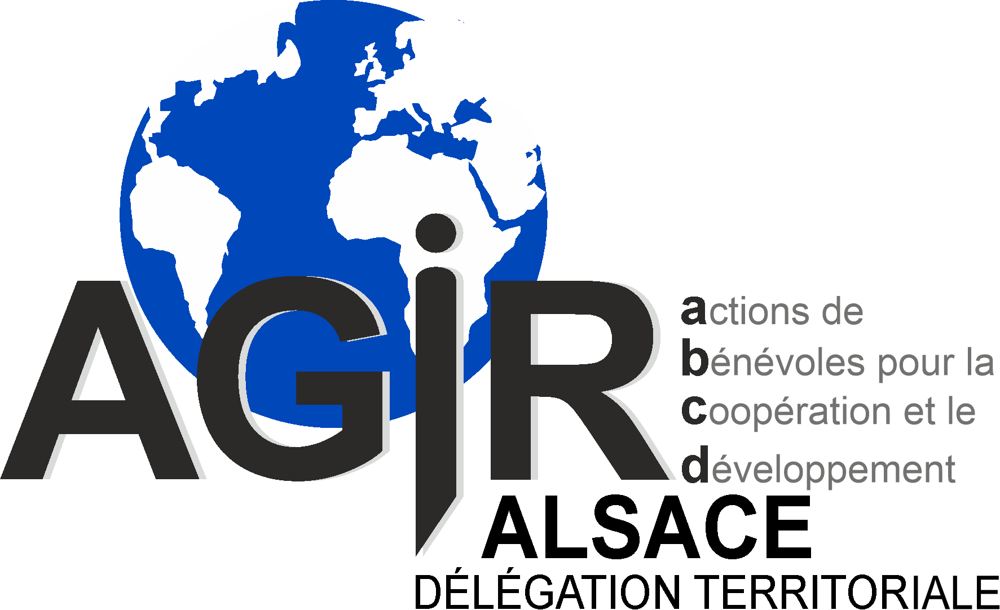 AGiR
actions de
bénévoles pour la
coopération et le
développement
ALSACE
DÉLÉGATION TERRITORIALE